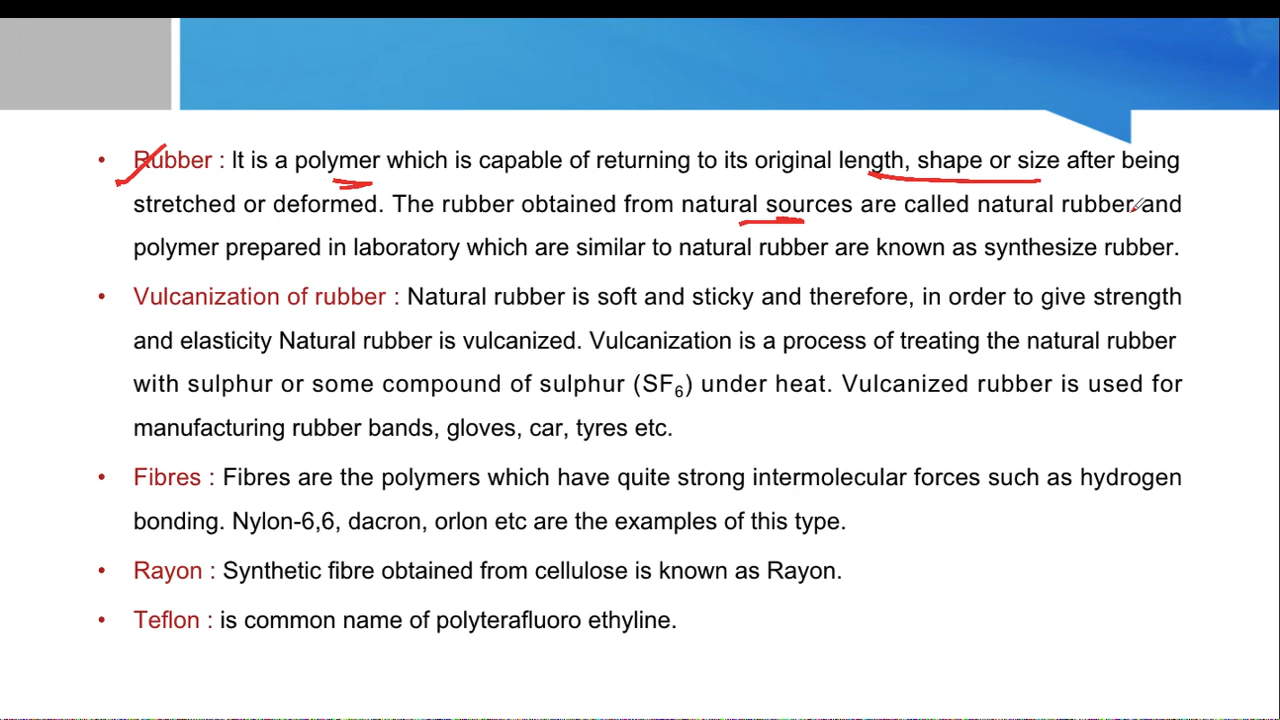 • Rubber : It is a polymer which is capable of returning to its original length, shape or size after being
stretched or deformed. The rubber obtained from natural sources are called natural rubber and
polymer prepared in laboratory which are similar to natural rubber are known as synthesize rubber.
• Vulcanization of rubber : Natural rubber is soft and sticky and therefore, in order to give strength
and elasticity Natural rubber is vulcanized. Vulcanization is a process of treating the natural rubber
with sulphur or some compound of sulphur (SF₆) under heat. Vulcanized rubber is used for
manufacturing rubber bands, gloves, car, tyres etc.
• Fibres : Fibres are the polymers which have quite strong intermolecular forces such as hydrogen
bonding. Nylon-6,6, dacron, orlon etc are the examples of this type.
• Rayon : Synthetic fibre obtained from cellulose is known as Rayon.
• Teflon : is common name of polyterafluoro ethyline.